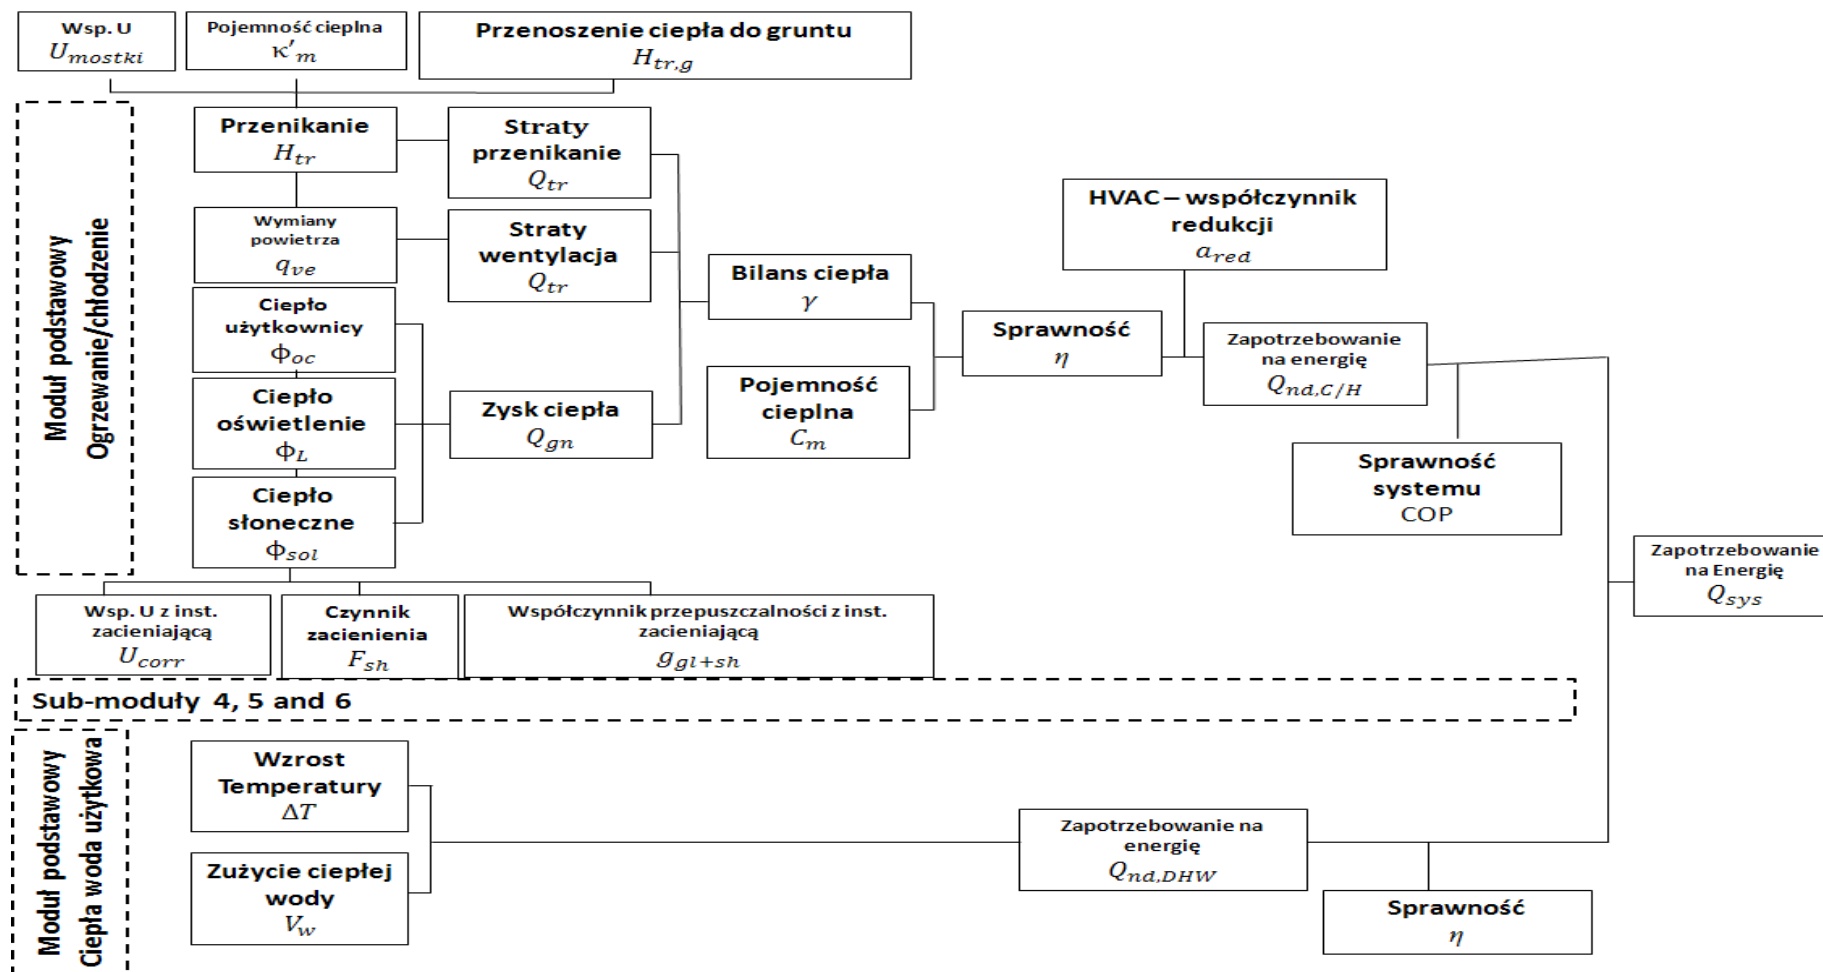 Wsp. U
U_mostki
Pojemność cieplna
κ'_m
Przenoszenie ciepła do gruntu
H_tr,g
Moduł podstawowy
Ogrzewanie/chłodzenie
Przenikanie
H_tr
Straty
przenikanie
Q_tr
Wymiany
powietrza
q_ve
Straty
wentylacja
Q_tr
Ciepło
użytkownicy
Φ_oc
Ciepło
oświetlenie
Φ_L
Ciepło
słoneczne
Φ_sol
Zysk ciepła
Q_gn
Bilans ciepła
γ
Pojemność
cieplna
C_m
Sprawność
η
HVAC – współczynnik
redukcji
a_red
Zapotrzebowanie
na energię
Q_nd,C/H
Sprawność
systemu
COP
Zapotrzebowanie
na Energię
Q_sys
Wsp. U z inst.
zacieniającą
U_corr
Czynnik
zacienienia
F_sh
Współczynnik przepuszczalności z inst.
zacieniającą
g_gl+sh
Sub-moduły 4, 5 and 6
Moduł podstawowy
Ciepła woda użytkowa
Wzrost
Temperatury
ΔT
Zużycie ciepłej
wody
V_w
Zapotrzebowanie na
energię
Q_nd,DHW
Sprawność
η